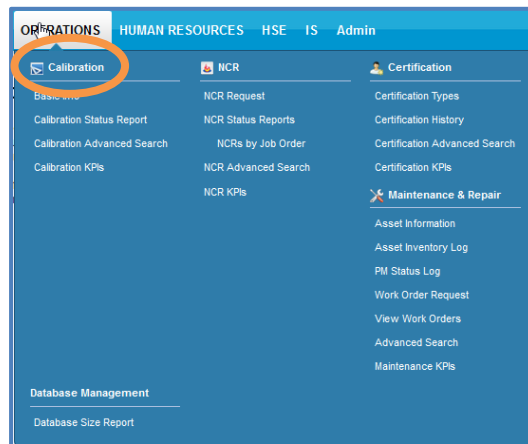 OPERATIONS HUMAN RESOURCES HSE IS Admin
Calibration
Basic Info
Calibration Status Report
Calibration Advanced Search
Calibration KPIs
NCR
NCR Request
NCR Status Reports
NCRs by Job Order
NCR Advanced Search
NCR KPIs
Certification
Certification Types
Certification History
Certification Advanced Search
Certification KPIs
Maintenance & Repair
Asset Information
Asset Inventory Log
PM Status Log
Work Order Request
View Work Orders
Advanced Search
Maintenance KPIs
Database Management
Database Size Report